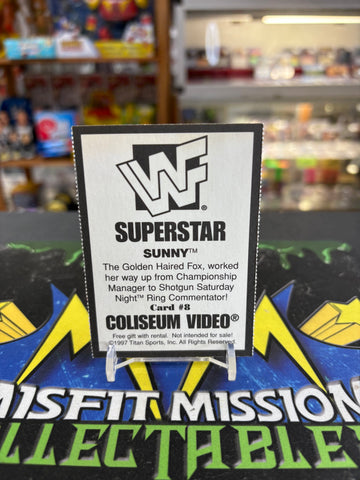 WF
®
SUPERSTAR
SUNNY™
The Golden Haired Fox, worked
her way up from Championship
Manager to Shotgun Saturday
Night™ Ring Commentator!
Card #8
COLISEUM VIDEO®
Free gift with rental. Not intended for sale!
©1997 Titan Sports, Inc. All Rights Reserved.
MISFIT MISSION
COLLECTABLES